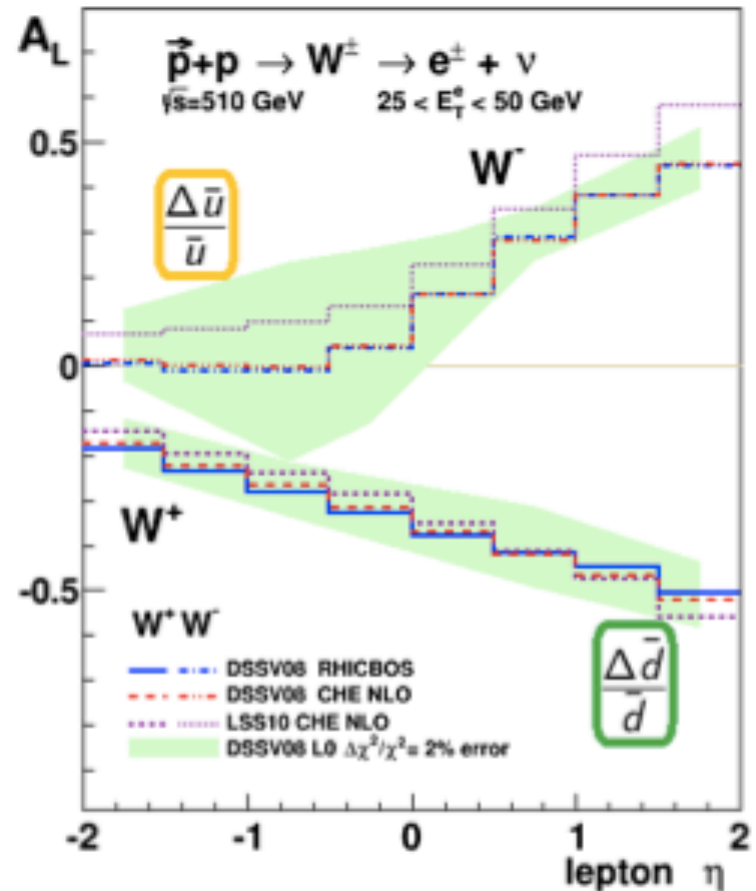 A_L
p⃗+p → W± → e± + ν
√s=510 GeV 25 < E_T^e < 50 GeV
0.5
W-
Δū
ū
0
W+
-0.5
W+ W-
DSSV08 RHICBOS
DSSV08 CHE NLO
LSS10 CHE NLO
DSSV08 L0 Δχ²/χ²= 2% error
Δd̄
d̄
-2 -1 0 1 2
lepton η